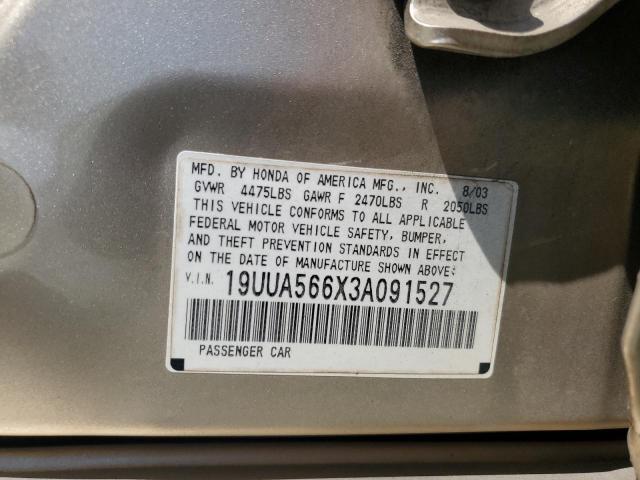 MFD. BY HONDA OF AMERICA MFG., INC. 8/03
GVWR 4475LBS GAWR F 2470LBS R 2050LBS
THIS VEHICLE CONFORMS TO ALL APPLICABLE
FEDERAL MOTOR VEHICLE SAFETY, BUMPER,
AND THEFT PREVENTION STANDARDS IN EFFECT
ON THE DATE OF MANUFACTURE SHOWN ABOVE:
V.I.N. 19UUA566X3A091527
PASSENGER CAR